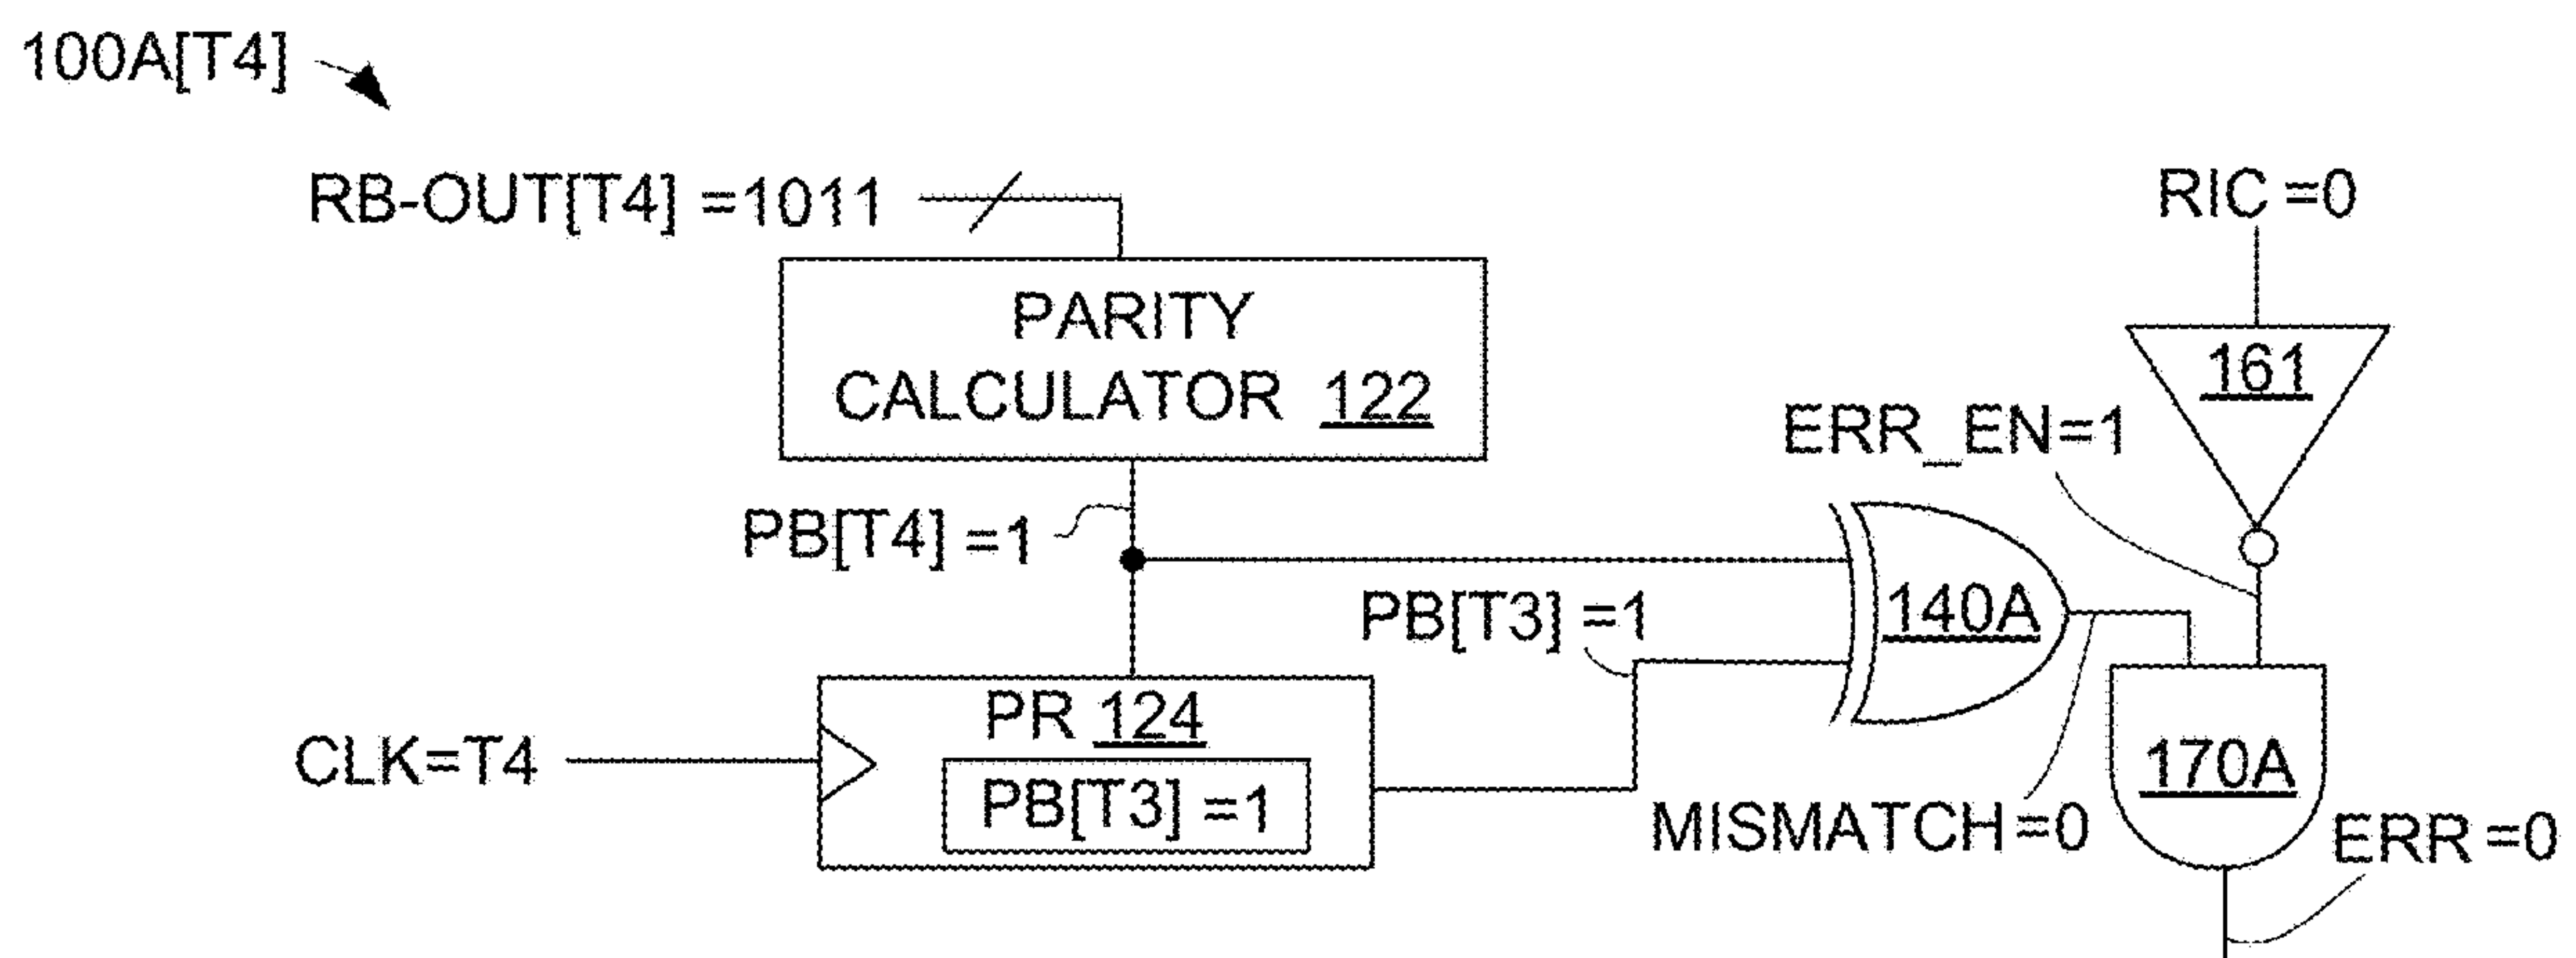 100A[T4]
RB-OUT[T4] =1011
RIC =0
PARITY
CALCULATOR 122
161
ERR_EN=1
PB[T4] =1
PB[T3] =1
140A
PR 124
CLK=T4
PB[T3] =1
170A
MISMATCH =0
ERR =0